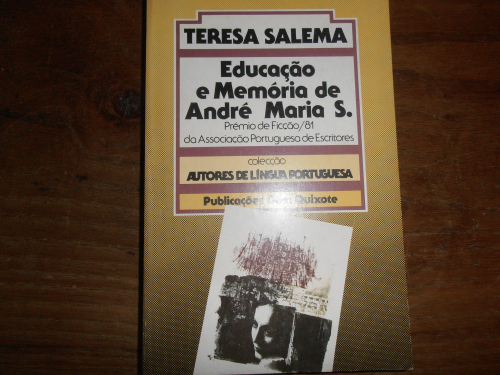 TERESA SALEMA
Educação
e Memória de
André Maria S.
Prémio de Ficção/81
da Associação Portuguesa de Escritores
colecção
AUTORES DE LÍNGUA PORTUGUESA
Publicações Dom Quixote